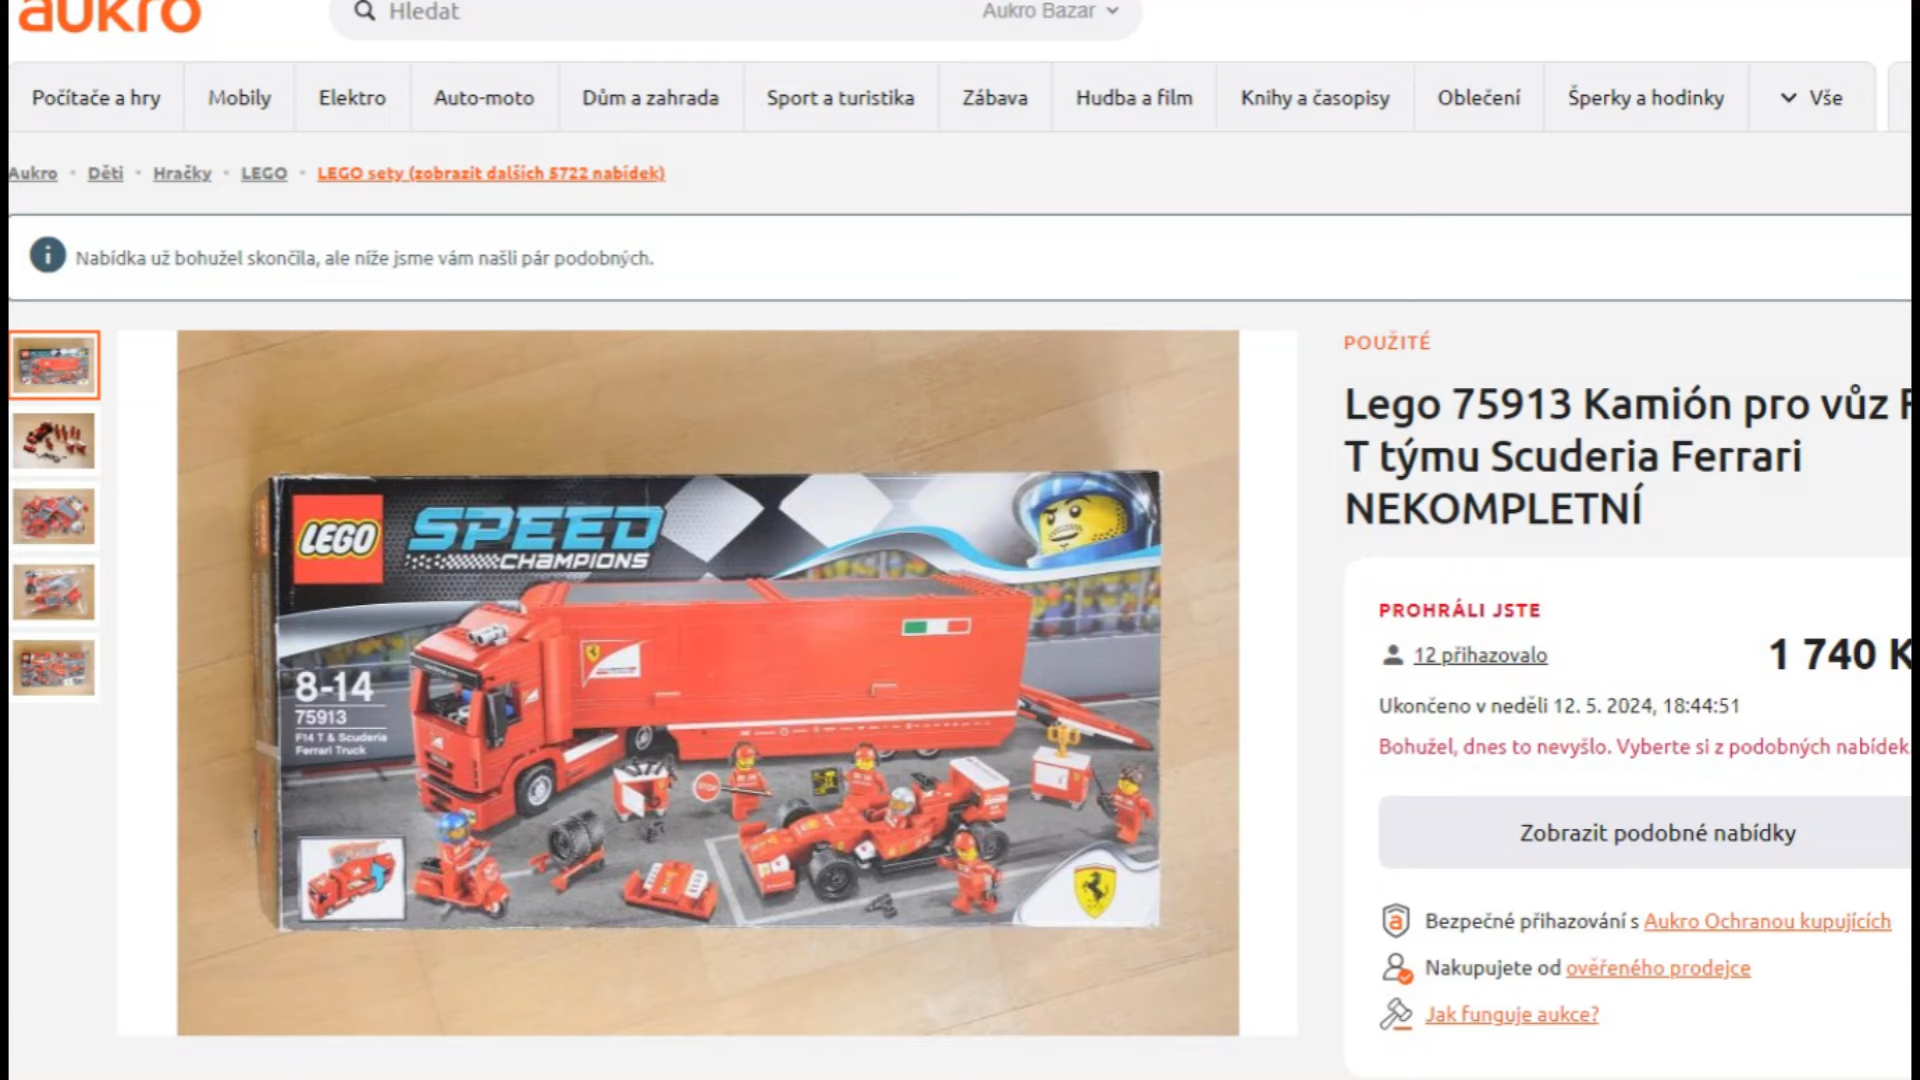 aukro
Hledat
Aukro Bazar
Počítače a hry
Mobily
Elektro
Auto-moto
Dům a zahrada
Sport a turistika
Zábava
Hudba a film
Knihy a časopisy
Oblečení
Šperky a hodinky
Vše
Aukro • Děti • Hračky • LEGO • LEGO sety (zobrazit dalších 5722 nabídek)
Nabídka už bohužel skončila, ale níže jsme vám našli pár podobných.
POUŽITÉ
Lego 75913 Kamión pro vůz F
T týmu Scuderia Ferrari
NEKOMPLETNÍ
LEGO
SPEED
CHAMPIONS
8-14
75913
F14 T & Scuderia
Ferrari Truck
STOP
PROHRÁLI JSTE
12 přihazovalo
1 740 K
Ukončeno v neděli 12. 5. 2024, 18:44:51
Bohužel, dnes to nevyšlo. Vyberte si z podobných nabídek
Zobrazit podobné nabídky
Bezpečné přihazování s Aukro Ochranou kupujících
Nakupujete od ověřeného prodejce
Jak funguje aukce?